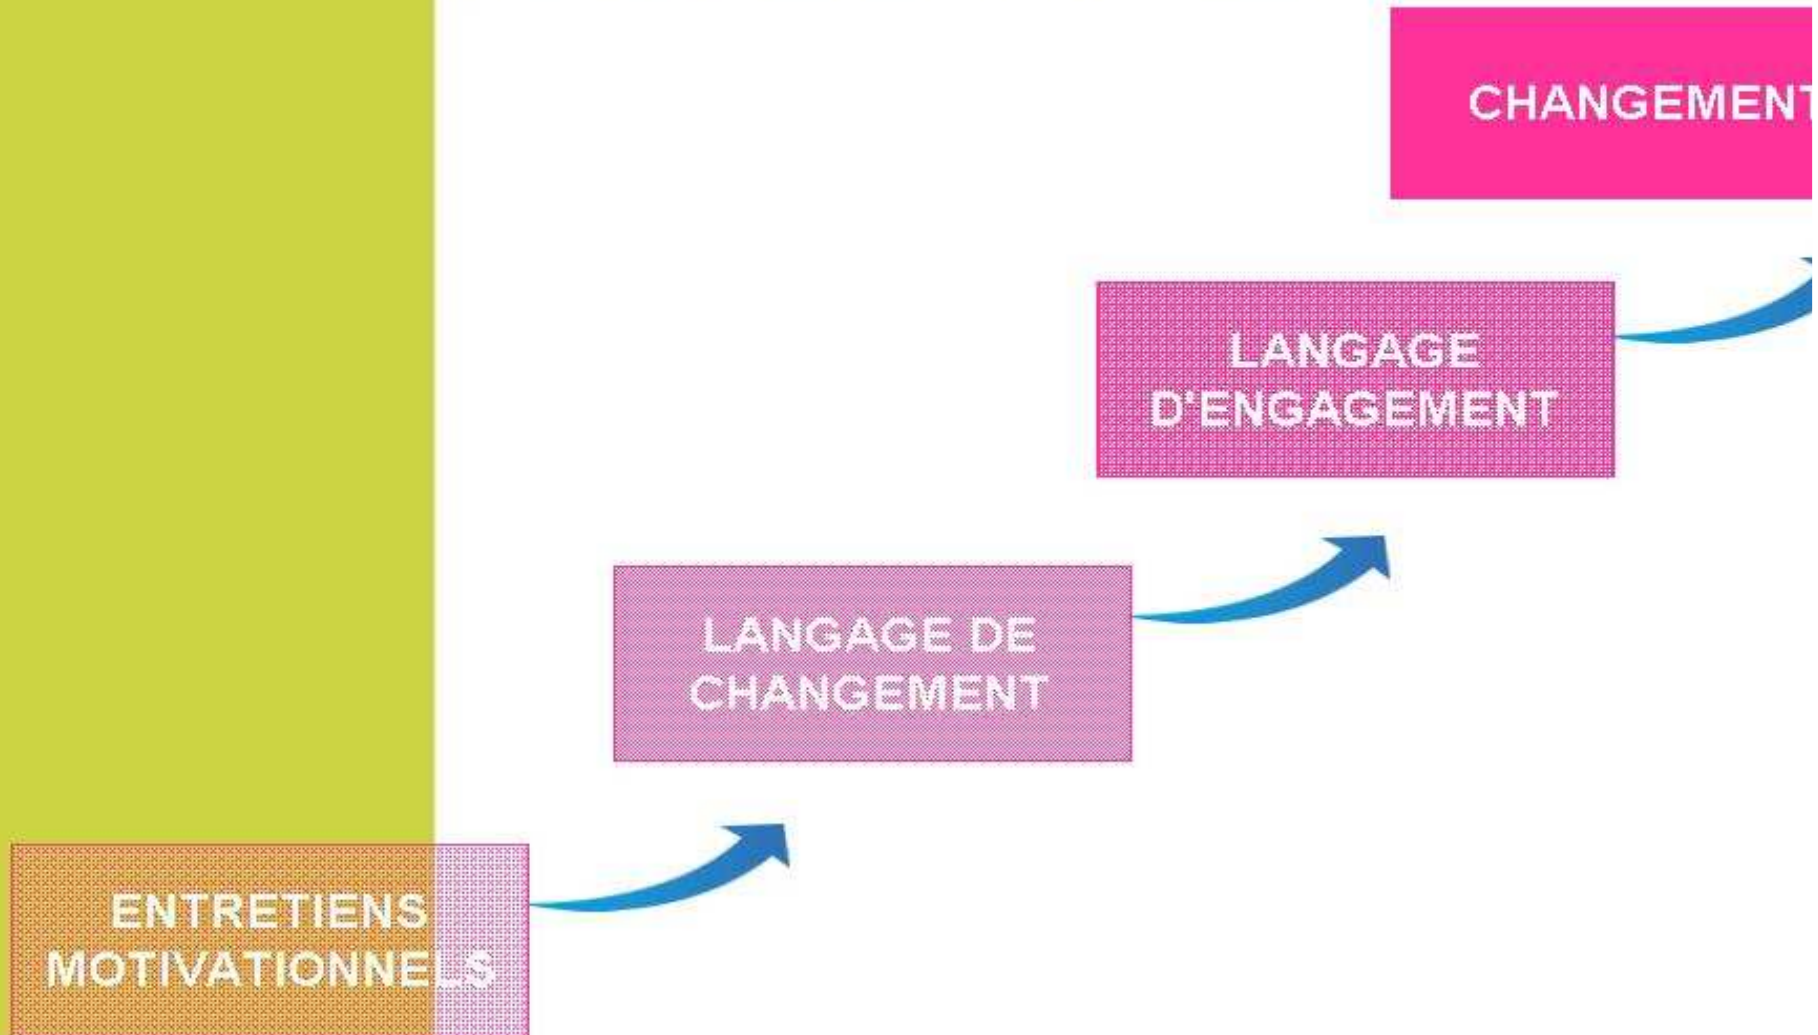 CHANGEMENT
LANGAGE
D'ENGAGEMENT
LANGAGE DE
CHANGEMENT
ENTRETIENS
MOTIVATIONNELS